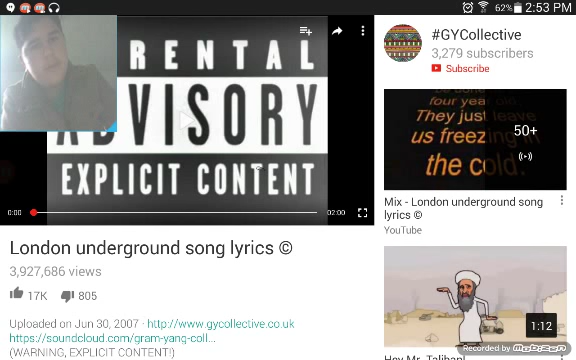 62% 2:53 PM
RENTAL
ADVISORY
EXPLICIT CONTENT
0:00
02:00
London underground song lyrics ©
3,927,686 views
17K
805
Uploaded on Jun 30, 2007 · http://www.gycollective.co.uk
https://soundcloud.com/gram-yang-coll...
(WARNING, EXPLICIT CONTENT!)
#GYCollective
3,279 subscribers
Subscribe
four year old.
They just leave
us freezing in
the cold.
50+
Mix - London underground song
lyrics ©
YouTube
1:12
Recorded by mobizen
Hey Mr. Taliban!